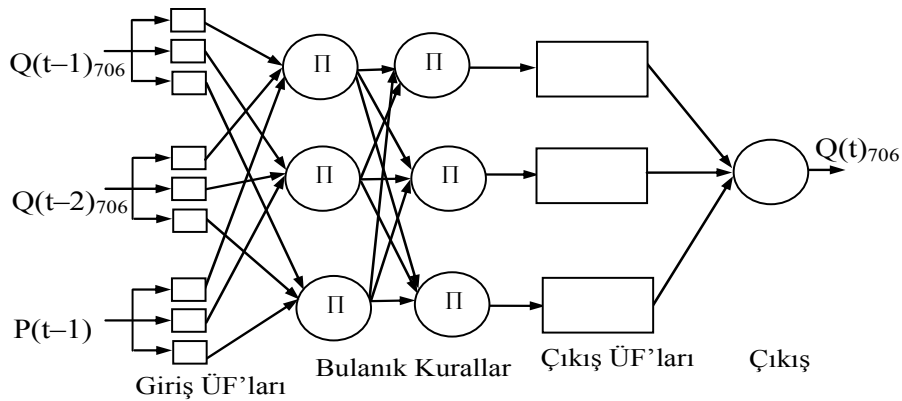 Q(t–1)706
Q(t–2)706
P(t–1)
Π
Π
Π
Π
Π
Π
Q(t)706
Giriş ÜF’ları
Bulanık Kurallar
Çıkış ÜF’ları
Çıkış